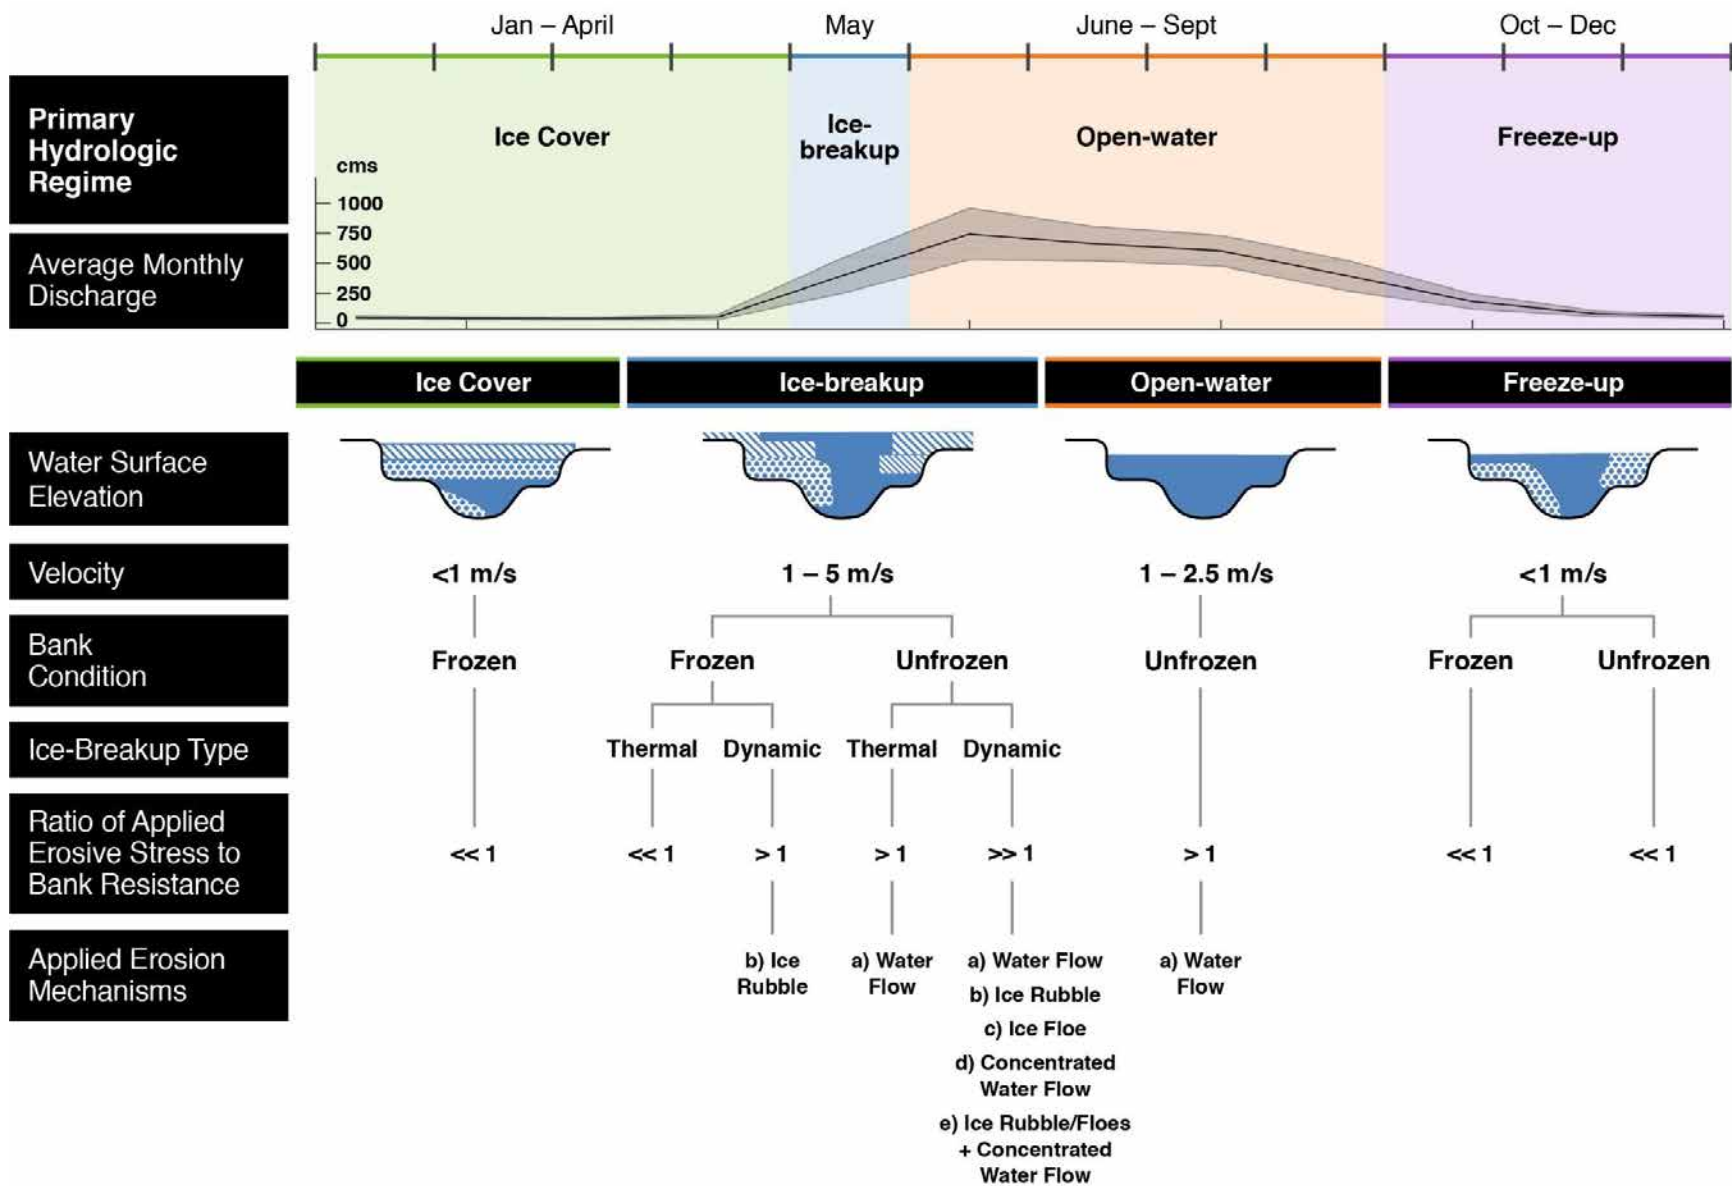 Jan – April
May
June – Sept
Oct – Dec
Primary
Hydrologic
Regime
Ice Cover
Ice-
breakup
Open-water
Freeze-up
cms
1000
750
500
250
0
Average Monthly
Discharge
Ice Cover
Ice-breakup
Open-water
Freeze-up
Water Surface
Elevation
Velocity
<1 m/s
1 – 5 m/s
1 – 2.5 m/s
<1 m/s
Bank
Condition
Frozen
Frozen
Unfrozen
Unfrozen
Frozen
Unfrozen
Ice-Breakup Type
Thermal
Dynamic
Thermal
Dynamic
Ratio of Applied
Erosive Stress to
Bank Resistance
<< 1
<< 1
> 1
> 1
>> 1
> 1
<< 1
<< 1
Applied Erosion
Mechanisms
b) Ice
Rubble
a) Water
Flow
a) Water Flow
b) Ice Rubble
c) Ice Floe
d) Concentrated
Water Flow
e) Ice Rubble/Floes
+ Concentrated
Water Flow
a) Water
Flow